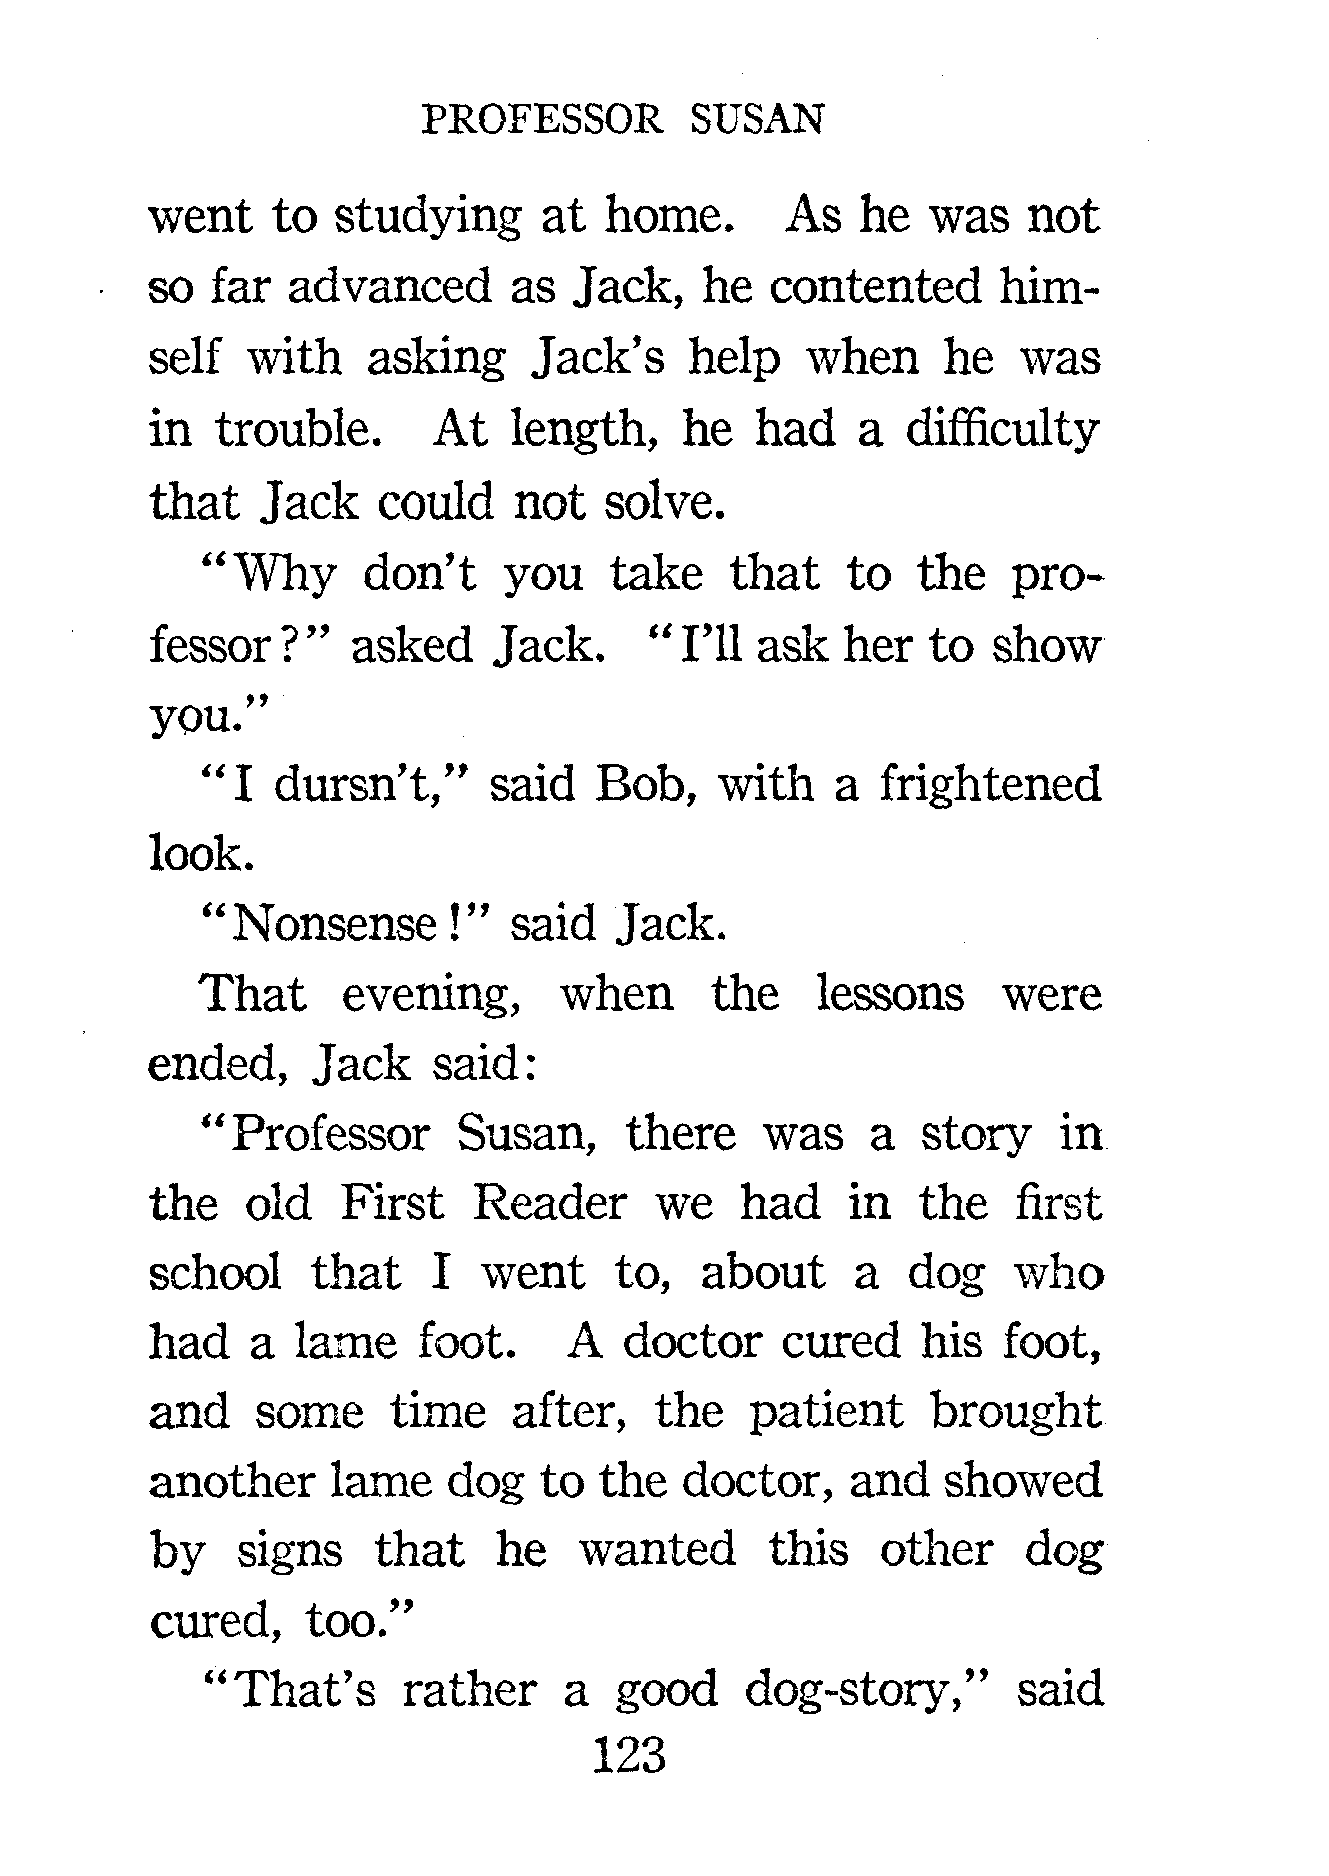 PROFESSOR SUSAN
went to studying at home. As he was not
so far advanced as Jack, he contented him-
self with asking Jack's help when he was
in trouble. At length, he had a difficulty
that Jack could not solve.
"Why don't you take that to the pro-
fessor?" asked Jack. "I'll ask her to show
you."
"I dursn't," said Bob, with a frightened
look.
"Nonsense!" said Jack.
That evening, when the lessons were
ended, Jack said:
"Professor Susan, there was a story in
the old First Reader we had in the first
school that I went to, about a dog who
had a lame foot. A doctor cured his foot,
and some time after, the patient brought
another lame dog to the doctor, and showed
by signs that he wanted this other dog
cured, too."
"That's rather a good dog-story," said
123